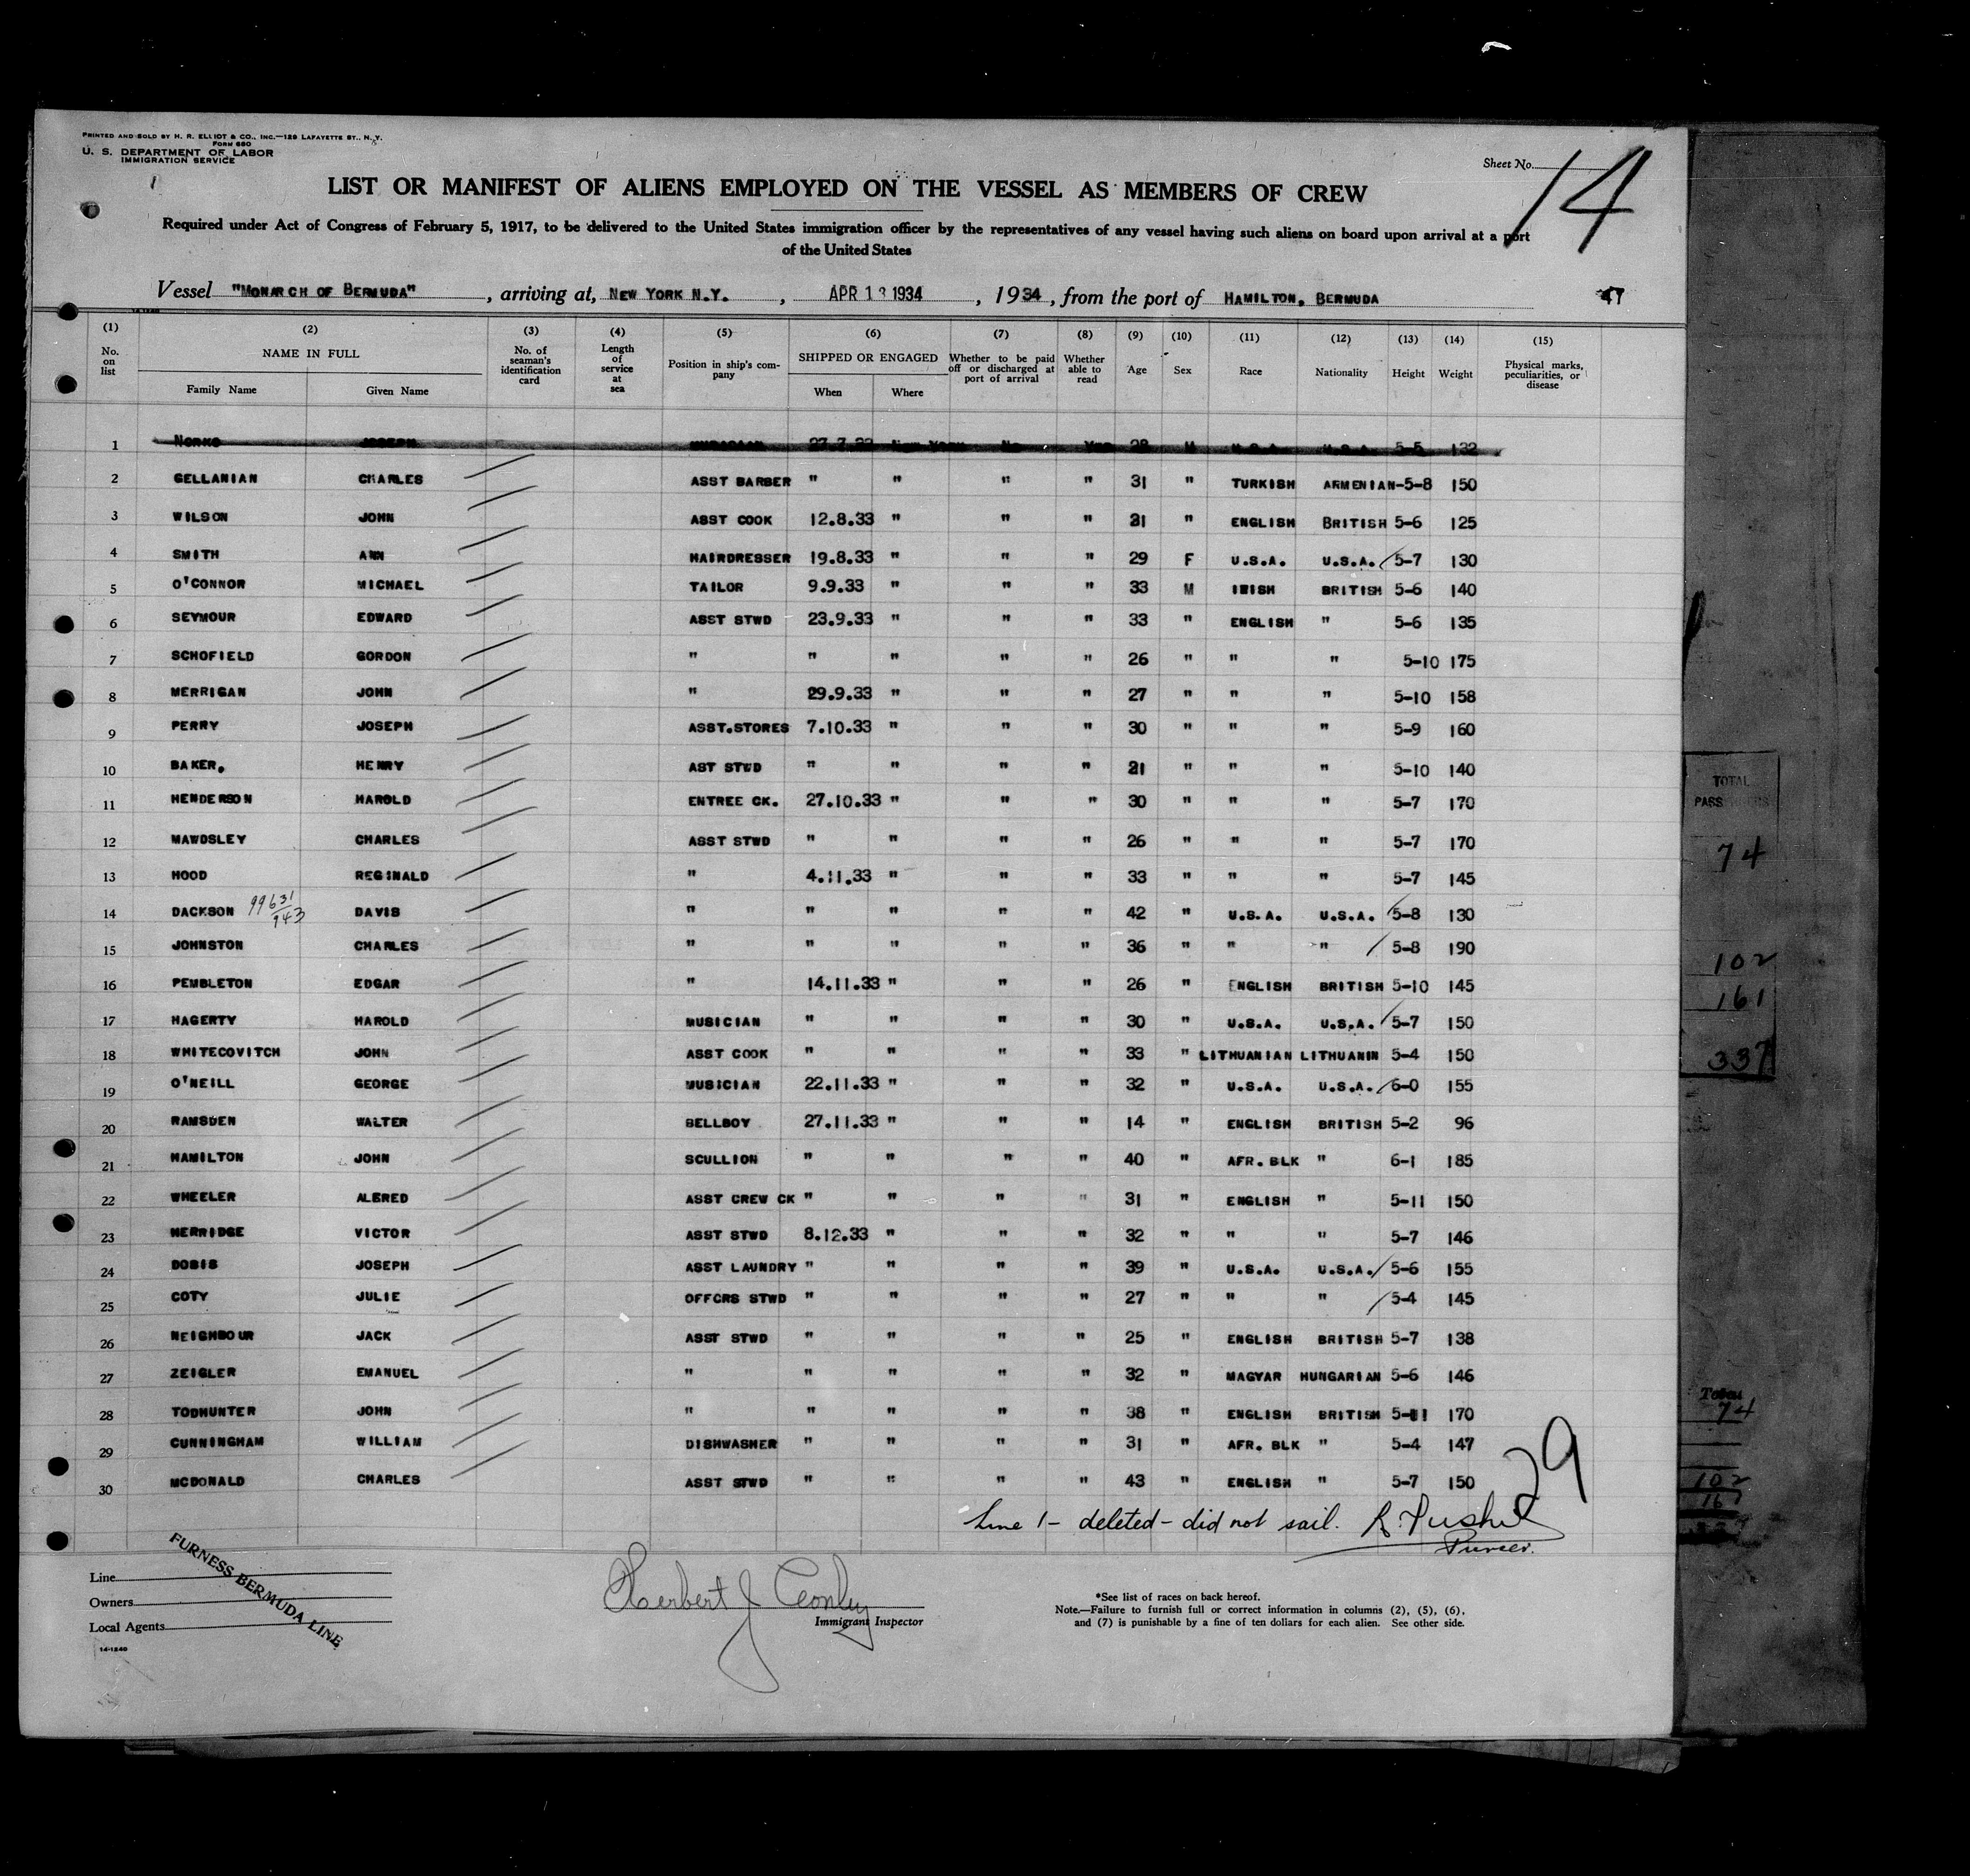 PRINTED AND SOLD BY H. R. ELLIOT & CO., INC.—129 LAFAYETTE ST., N. Y.
FORM 680
U. S. DEPARTMENT OF LABOR
IMMIGRATION SERVICE
Sheet No. 14
LIST OR MANIFEST OF ALIENS EMPLOYED ON THE VESSEL AS MEMBERS OF CREW
Required under Act of Congress of February 5, 1917, to be delivered to the United States immigration officer by the representatives of any vessel having such aliens on board upon arrival at a port
of the United States
Vessel "MONARCH OF BERMUDA", arriving at, NEW YORK N.Y., APR 13 1934, 1934, from the port of HAMILTON, BERMUDA 47
14-1240
(1) (2) (3) (4) (5) (6) (7) (8) (9) (10) (11) (12) (13) (14) (15)
No. on list NAME IN FULL Family Name Given Name No. of seaman's identification card Length of service at sea Position in ship's company SHIPPED OR ENGAGED When Where Whether to be paid off or discharged at port of arrival Whether able to read Age Sex Race Nationality Height Weight Physical marks, peculiarities, or disease
1 JOSEPH MUSICIAN 27.7.33 NEW YORK NO YES 28 M U.S.A. U.S.A. 5-5 132
2 GELLANIAN CHARLES ASST BARBER " " " " 31 " TURKISH ARMENIAN-5-8 150
3 WILSON JOHN ASST COOK 12.8.33 " " " 31 " ENGLISH BRITISH 5-6 125
4 SMITH ANN HAIRDRESSER 19.8.33 " " " 29 F U.S.A. U.S.A. 5-7 130
5 O'CONNOR MICHAEL TAILOR 9.9.33 " " " 33 M IRISH BRITISH 5-6 140
6 SEYMOUR EDWARD ASST STWD 23.9.33 " " " 33 " ENGLISH " 5-6 135
7 SCHOFIELD GORDON " " " " " 26 " " " 5-10 175
8 MERRIGAN JOHN " 29.9.33 " " " 27 " " " 5-10 158
9 PERRY JOSEPH ASST.STORES 7.10.33 " " " 30 " " " 5-9 160
10 BAKER, HENRY AST STWD " " " " 21 " " " 5-10 140
11 HENDERSON HAROLD ENTREE CK. 27.10.33 " " " 30 " " " 5-7 170
12 MAWDSLEY CHARLES ASST STWD " " " " 26 " " " 5-7 170
13 HOOD REGINALD " 4.11.33 " " " 33 " " " 5-7 145
14 DACKSON 99631/943 DAVIS " " " " " 42 " U.S.A. U.S.A. 5-8 130
15 JOHNSTON CHARLES " " " " " 36 " " " 5-8 190
16 PEMBLETON EDGAR " 14.11.33 " " " 26 " ENGLISH BRITISH 5-10 145
17 HAGERTY HAROLD MUSICIAN " " " " 30 " U.S.A. U.S.A. 5-7 150
18 WHITECOVITCH JOHN ASST COOK " " " " 33 " LITHUANIAN LITHUANIN 5-4 150
19 O'NEILL GEORGE MUSICIAN 22.11.33 " " " 32 " U.S.A. U.S.A. 6-0 155
20 RAMSDEN WALTER BELLBOY 27.11.33 " " " 14 " ENGLISH BRITISH 5-2 96
21 HAMILTON JOHN SCULLION " " " " 40 " AFR. BLK " 6-1 185
22 WHEELER ALFRED ASST CREW CK " " " " 31 " ENGLISH " 5-11 150
23 HERRIDGE VICTOR ASST STWD 8.12.33 " " " 32 " " " 5-7 146
24 DOBIS JOSEPH ASST LAUNDRY " " " " 39 " U.S.A. U.S.A. 5-6 155
25 COTY JULIE OFFCRS STWD " " " " 27 " " " 5-4 145
26 NEIGHBOUR JACK ASST STWD " " " " 25 " ENGLISH BRITISH 5-7 138
27 ZEIGLER EMANUEL " " " " " 32 " MAGYAR HUNGARIAN 5-6 146
28 TODHUNTER JOHN " " " " " 38 " ENGLISH BRITISH 5-11 170
29 CUNNINGHAM WILLIAM DISHWASHER " " " " 31 " AFR. BLK " 5-4 147
30 MCDONALD CHARLES ASST STWD " " " " 43 " ENGLISH " 5-7 150
29
Line 1 - deleted - did not sail.
Purser.
Line
Owners
Local Agents
FURNESS BERMUDA LINE
14-1240
Herbert J Conley
Immigrant Inspector
*See list of races on back hereof.
Note.—Failure to furnish full or correct information in columns (2), (5), (6),
and (7) is punishable by a fine of ten dollars for each alien. See other side.
TOTAL
74
102
161
337
Total
74
102